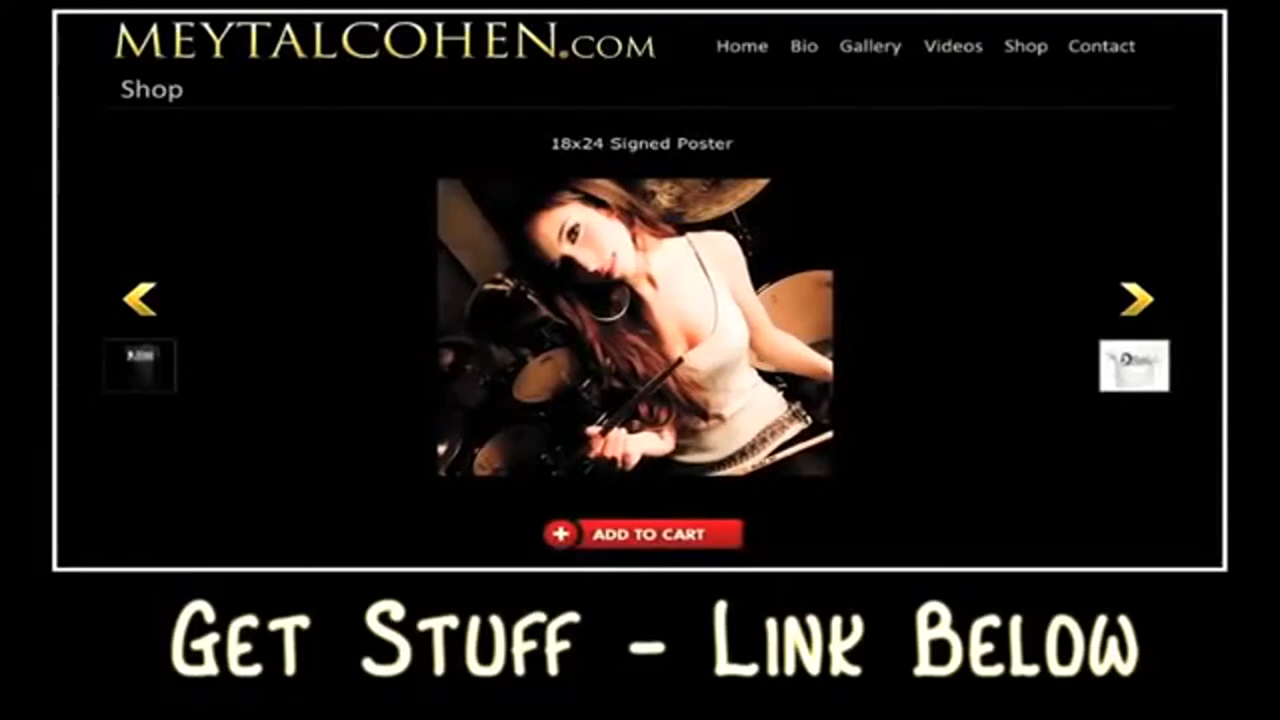 MEYTALCOHEN.COM
Home Bio Gallery Videos Shop Contact
Shop
18x24 Signed Poster
ADD TO CART
GET STUFF - LINK BELOW